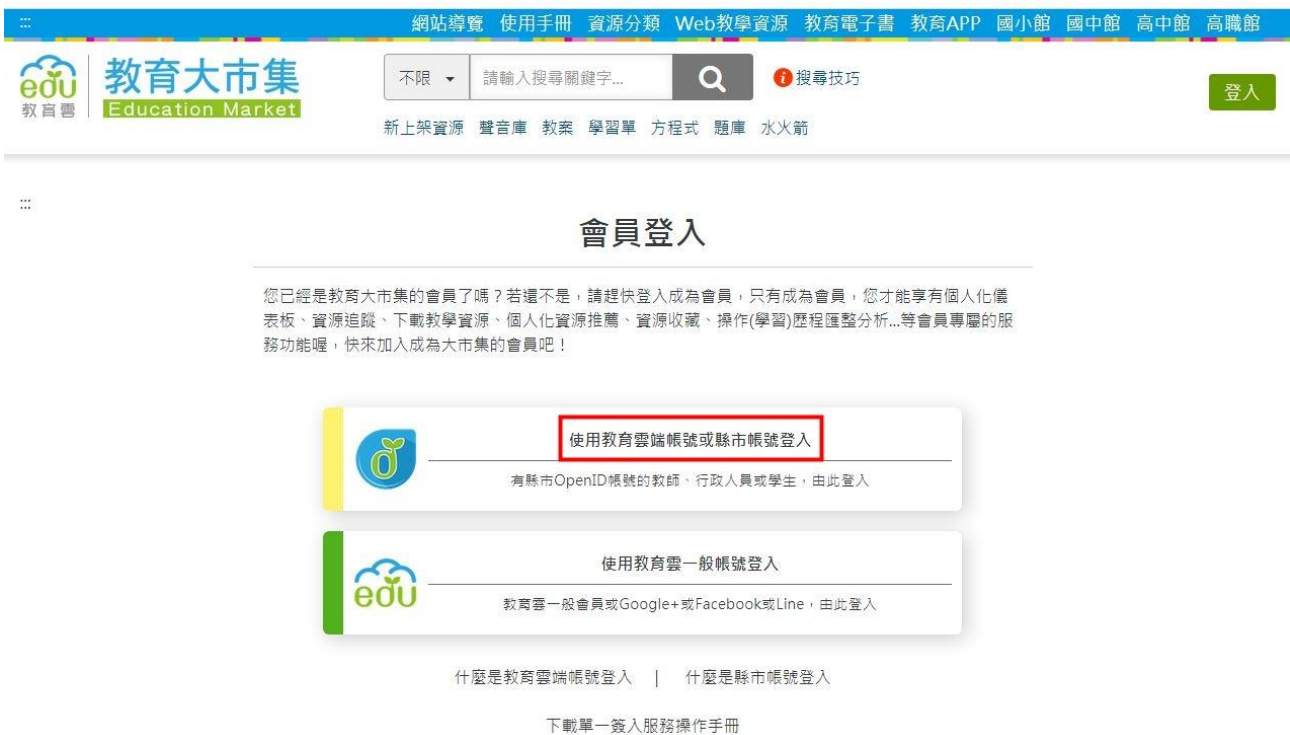 :::
網站導覽 使用手冊 資源分類 Web教學資源 教育電子書 教育APP 國小館 國中館 高中館 高職館
edu
教育雲
教育大市集
Education Market
不限
請輸入搜尋關鍵字...
搜尋技巧
登入
新上架資源 聲音庫 教案 學習單 方程式 題庫 水火箭
:::
會員登入
您已經是教育大市集的會員了嗎？若還不是，請趕快登入成為會員，只有成為會員，您才能享有個人化儀
表板、資源追蹤、下載教學資源、個人化資源推薦、資源收藏、操作(學習)歷程匯整分析...等會員專屬的服
務功能喔，快來加入成為大市集的會員吧！
使用教育雲端帳號或縣市帳號登入
有縣市OpenID帳號的教師、行政人員或學生，由此登入
使用教育雲一般帳號登入
edu
教育雲一般會員或Google+或Facebook或Line，由此登入
什麼是教育雲端帳號登入 | 什麼是縣市帳號登入
下載單一簽入服務操作手冊